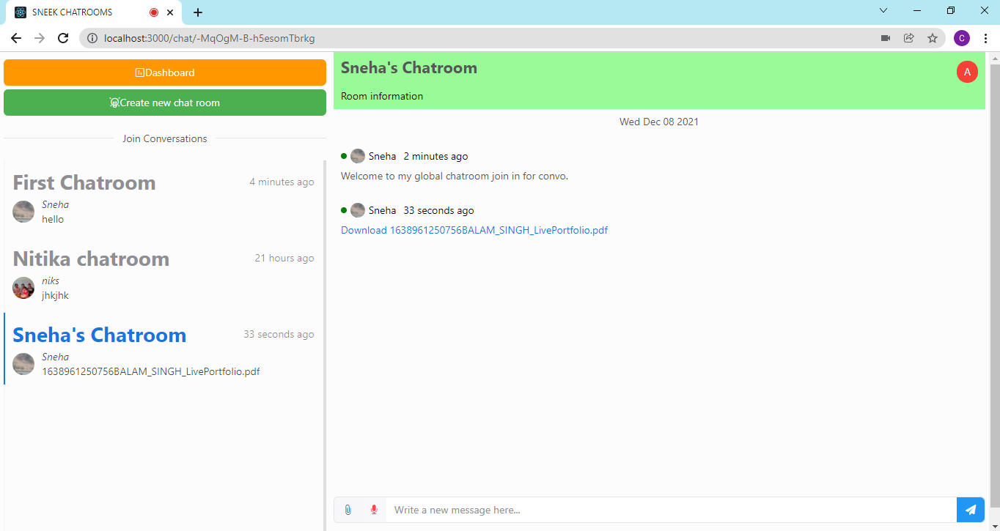 SNEEK CHATROOMS
localhost:3000/chat/-MqOgM-B-h5esomTbrkg
C
Dashboard
Create new chat room
Join Conversations
First Chatroom 4 minutes ago
Sneha
hello
Nitika chatroom 21 hours ago
niks
jhkjhk
Sneha's Chatroom 33 seconds ago
Sneha
1638961250756BALAM_SINGH_LivePortfolio.pdf
Sneha's Chatroom
A
Room information
Wed Dec 08 2021
Sneha 2 minutes ago
Welcome to my global chatroom join in for convo.
Sneha 33 seconds ago
Download 1638961250756BALAM_SINGH_LivePortfolio.pdf
Write a new message here...